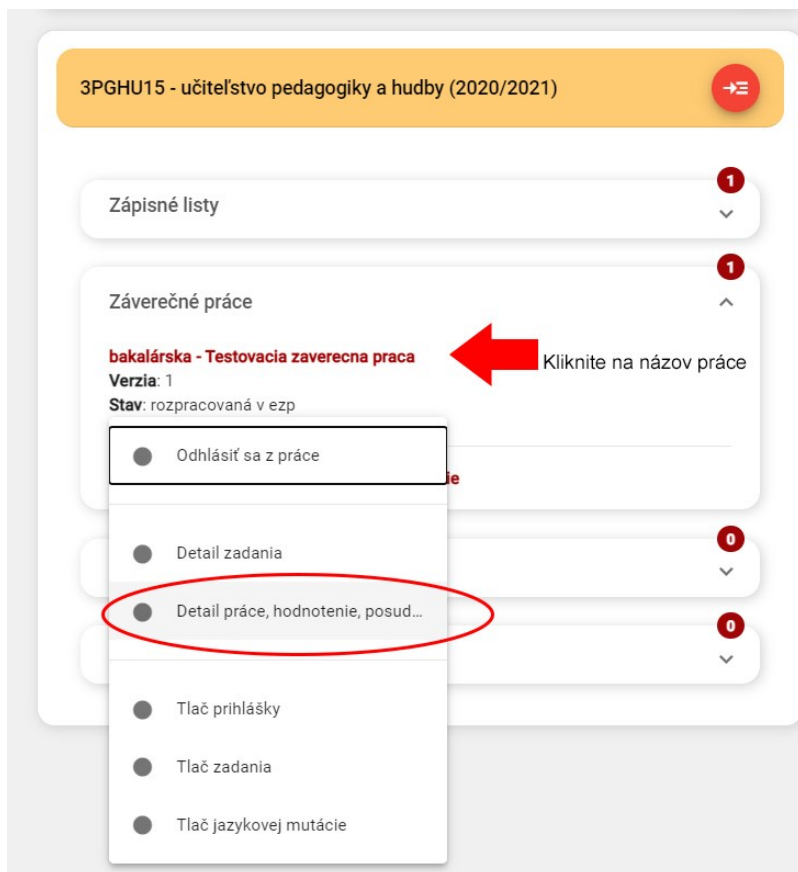 3PGHU15 - učiteľstvo pedagogiky a hudby (2020/2021)
1
Zápisné listy
1
Záverečné práce
bakalárska - Testovacia zaverecna praca
Kliknite na názov práce
Verzia: 1
Stav: rozpracovaná v ezp
Odhlásiť sa z práce
ie
0
Detail zadania
Detail práce, hodnotenie, posud...
0
Tlač prihlášky
Tlač zadania
Tlač jazykovej mutácie